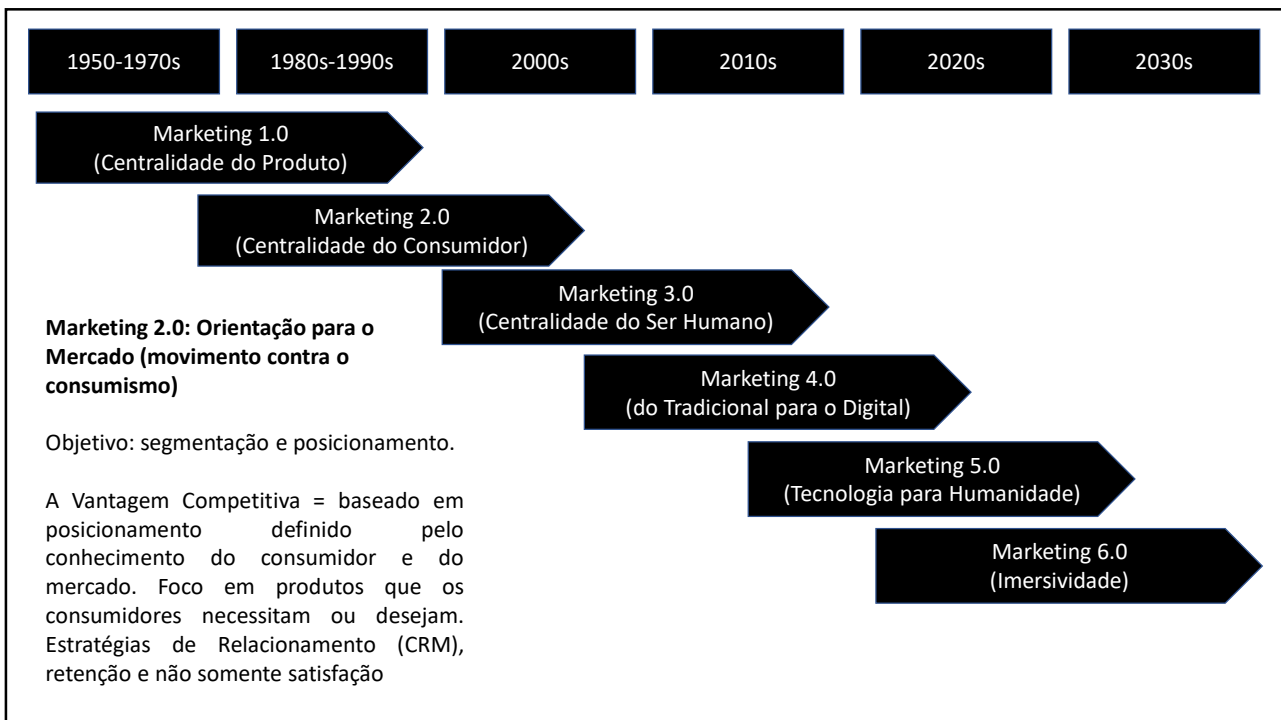 1950-1970s
1980s-1990s
2000s
2010s
2020s
2030s
Marketing 1.0
(Centralidade do Produto)
Marketing 2.0
(Centralidade do Consumidor)
Marketing 3.0
(Centralidade do Ser Humano)
Marketing 4.0
(do Tradicional para o Digital)
Marketing 5.0
(Tecnologia para Humanidade)
Marketing 6.0
(Imersividade)
Marketing 2.0: Orientação para o
Mercado (movimento contra o
consumismo)
Objetivo: segmentação e posicionamento.
A Vantagem Competitiva = baseado em
posicionamento definido pelo
conhecimento do consumidor e do
mercado. Foco em produtos que os
consumidores necessitam ou desejam.
Estratégias de Relacionamento (CRM),
retenção e não somente satisfação